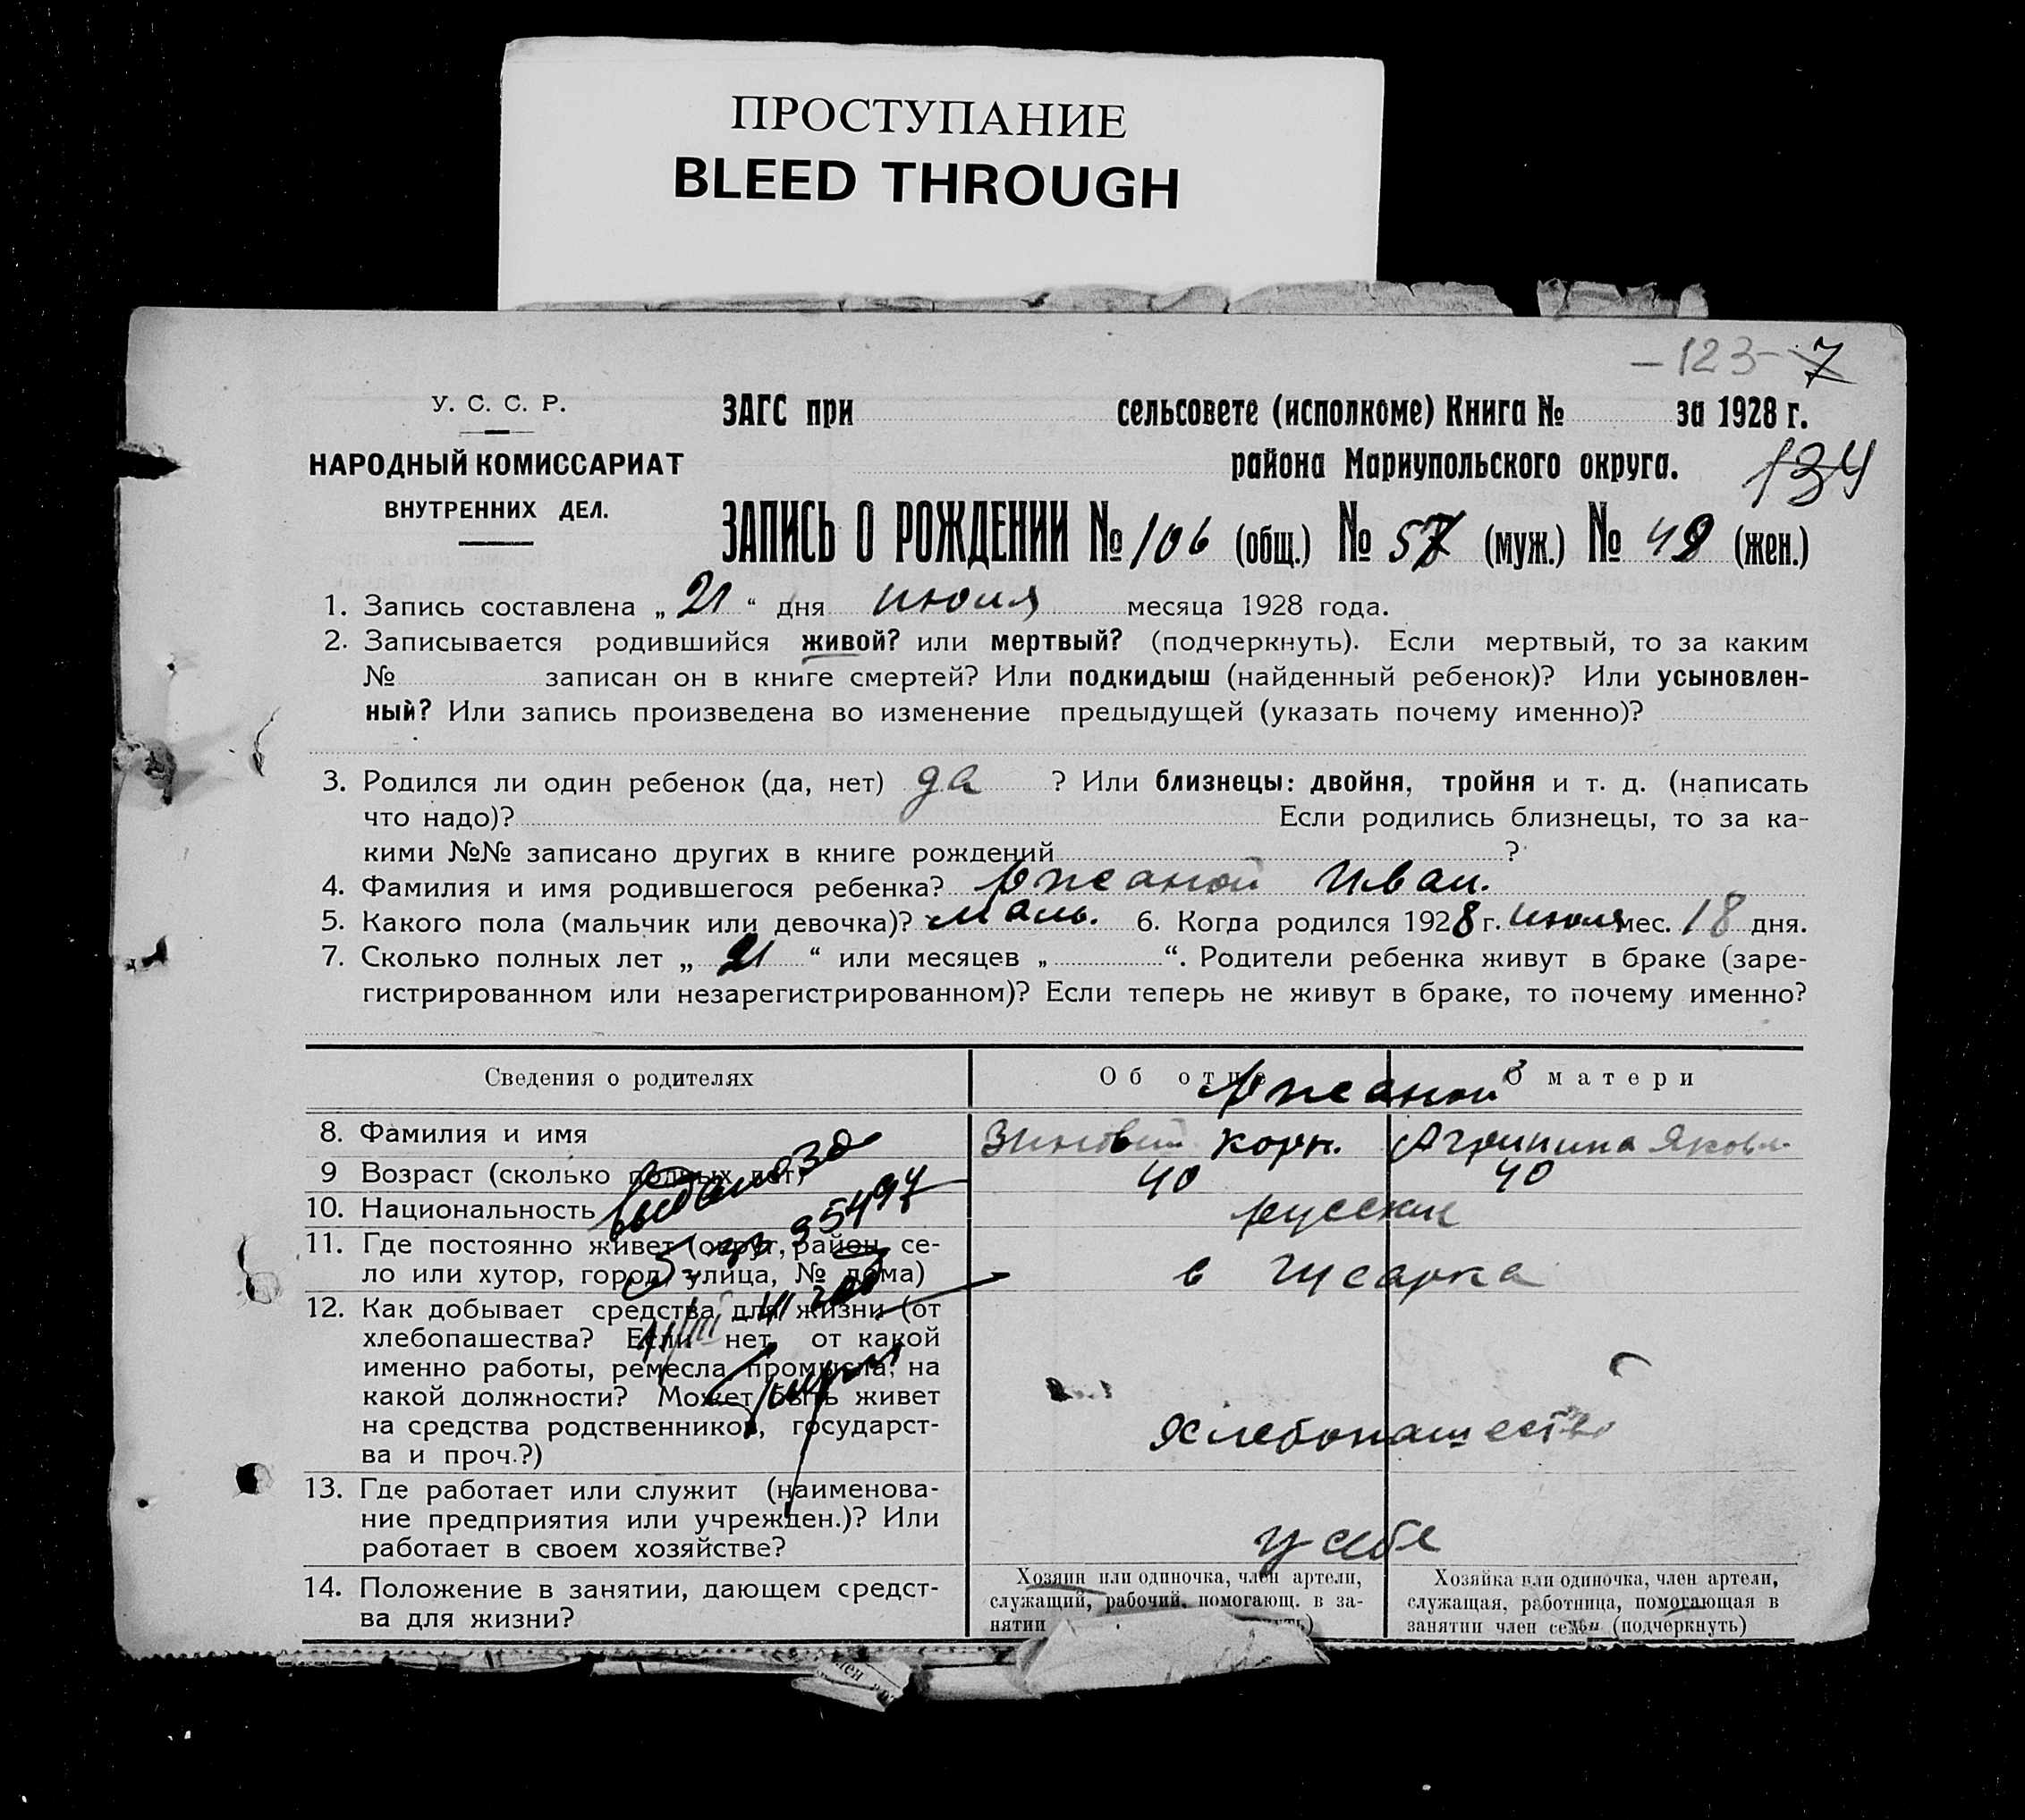 ПРОСТУПАНИЕ
BLEED THROUGH
-123- 7
У. С. С. Р.
НАРОДНЫЙ КОМИССАРИАТ
ВНУТРЕННИХ ДЕЛ.
ЗАГС при сельсовете (исполкоме) Книга № за 1928 г.
района Мариупольского округа.
134
ЗАПИСЬ О РОЖДЕНИИ № 106 (общ.) № 57 (муж.) № 49 (жен.)
1. Запись составлена „ 21 “ дня июля месяца 1928 года.
2. Записывается родившийся живой? или мертвый? (подчеркнуть). Если мертвый, то за каким
№ записан он в книге смертей? Или подкидыш (найденный ребенок)? Или усыновлен-
ный? Или запись произведена во изменение предыдущей (указать почему именно)?
3. Родился ли один ребенок (да, нет) да ? Или близнецы: двойня, тройня и т. д. (написать
что надо)? Если родились близнецы, то за ка-
кими №№ записано других в книге рождений ?
4. Фамилия и имя родившегося ребенка? Ржаной Иван.
5. Какого пола (мальчик или девочка)? маль. 6. Когда родился 1928 г. июля мес. 18 дня.
7. Сколько полных лет „ 21 “ или месяцев „ “. Родители ребенка живут в браке (заре-
гистрированном или незарегистрированном)? Если теперь не живут в браке, то почему именно?
Сведения о родителях
Об отце
О матери
Ржаной
8. Фамилия и имя
Зиновий Корн.
Агрипина Яковл.
9 Возраст (сколько полных лет)
40
40
10. Национальность
русские
11. Где постоянно живет (округ, район, се-
ло или хутор, город, улица, № дома)
в Гусарка
12. Как добывает средства для жизни (от
хлебопашества? Если нет, от какой
именно работы, ремесла, промысла, на
какой должности? Может быть живет
на средства родственников, государст-
ва и проч.?)
Хлебопашество
13. Где работает или служит (наименова-
ние предприятия или учрежден.)? Или
работает в своем хозяйстве?
у себе
14. Положение в занятии, дающем средст-
ва для жизни?
Хозяин или одиночка, член артели,
служащий, рабочий, помогающ. в за-
нятии
Хозяйка или одиночка, член артели,
служащая, работница, помогающая в
занятии член семьи (подчеркнуть)